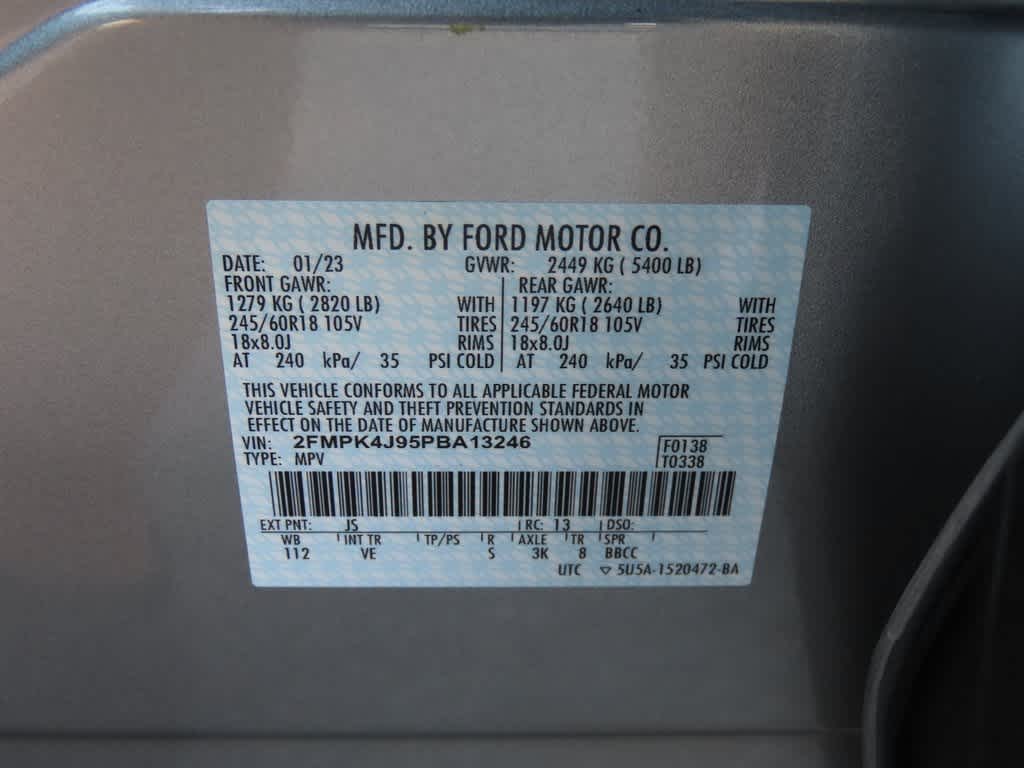 MFD. BY FORD MOTOR CO.
DATE: 01/23 GVWR: 2449 KG ( 5400 LB)
FRONT GAWR: REAR GAWR:
1279 KG ( 2820 LB) WITH 1197 KG ( 2640 LB) WITH
245/60R18 105V TIRES 245/60R18 105V TIRES
18x8.0J RIMS 18x8.0J RIMS
AT 240 kPa/ 35 PSI COLD AT 240 kPa/ 35 PSI COLD
THIS VEHICLE CONFORMS TO ALL APPLICABLE FEDERAL MOTOR
VEHICLE SAFETY AND THEFT PREVENTION STANDARDS IN
EFFECT ON THE DATE OF MANUFACTURE SHOWN ABOVE.
VIN: 2FMPK4J95PBA13246 F0138
TYPE: MPV T0338
EXT PNT: JS RC: 13 DSO:
WB INT TR TP/PS R AXLE TR SPR
112 VE S 3K 8 BBCC
UTC ▽ 5U5A-1520472-BA